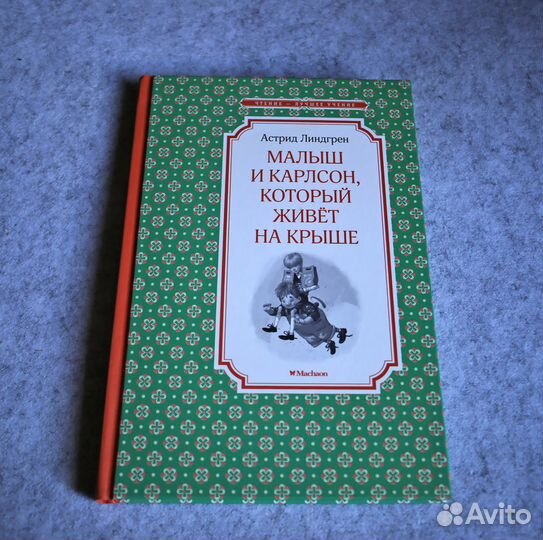 ЧТЕНИЕ – ЛУЧШЕЕ УЧЕНИЕ
Астрид Линдгрен
МАЛЫШ
И КАРЛСОН,
КОТОРЫЙ
ЖИВЁТ
НА КРЫШЕ
Machaon
Avito